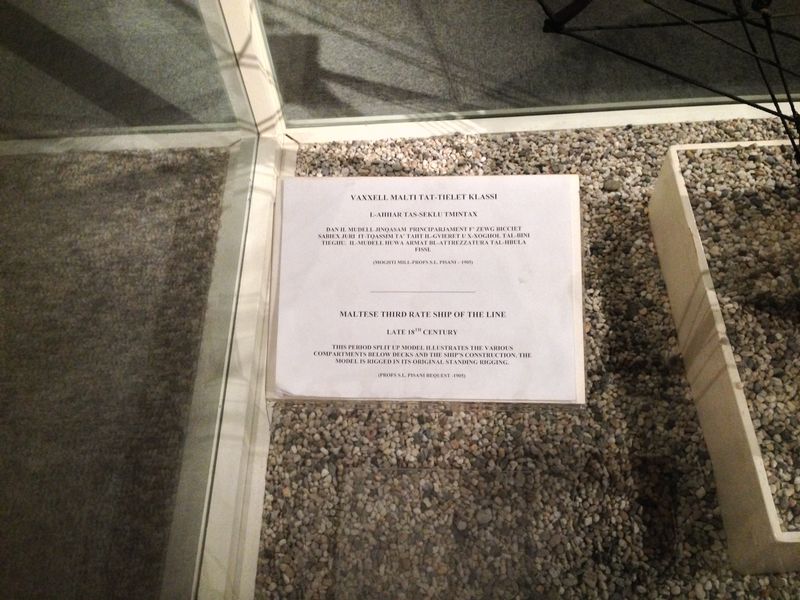 VAXXELL MALTI TAT-TIELET KLASSI
L-AHHAR TAS-SEKLU TMINTAX
DAN IL MUDELL JINQASAM PRINCIPARJAMENT F' ZEWG BICCIET
SABIEX JURI IT-TQASSIM TA' TAHT IL-GVIERET U X-XOGHOL TAL-BINI
TIEGHU. IL-MUDELL HUWA ARMAT BL-ATTREZZATURA TAL-HBULA
FISSI.
(MOGHTI MILL-PROFS S.L. PISANI – 1905)
MALTESE THIRD RATE SHIP OF THE LINE
LATE 18TH CENTURY
THIS PERIOD SPLIT UP MODEL ILLUSTRATES THE VARIOUS
COMPARTMENTS BELOW DECKS AND THE SHIP'S CONSTRUCTION. THE
MODEL IS RIGGED IN ITS ORIGINAL STANDING RIGGING.
(PROFS S.L. PISANI BEQUEST -1905)